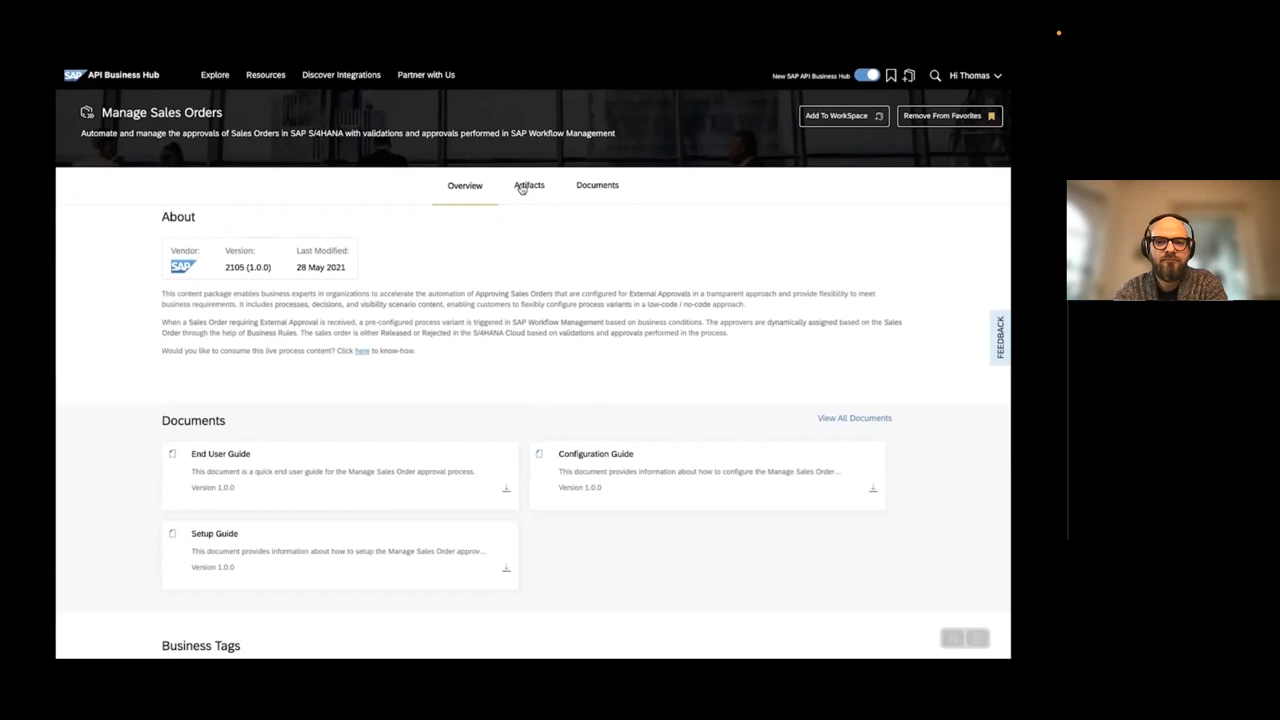 SAP API Business Hub Explore Resources Discover Integrations Partner with Us New SAP API Business Hub Hi Thomas
Manage Sales Orders
Add To WorkSpace Remove From Favorites
Automate and manage the approvals of Sales Orders in SAP S/4HANA with validations and approvals performed in SAP Workflow Management
Overview Artifacts Documents
About
Vendor: Version: Last Modified:
SAP 2105 (1.0.0) 28 May 2021
This content package enables business experts in organizations to accelerate the automation of Approving Sales Orders that are configured for External Approvals in a transparent approach and provide flexibility to meet
business requirements. It includes processes, decisions, and visibility scenario content, enabling customers to flexibly configure process variants in a low-code / no-code approach.
When a Sales Order requiring External Approval is received, a pre-configured process variant is triggered in SAP Workflow Management based on business conditions. The approvers are dynamically assigned based on the Sales
Order through the help of Business Rules. The sales order is either Released or Rejected in the S/4HANA Cloud based on validations and approvals performed in the process.
Would you like to consume this live process content? Click here to know-how.
FEEDBACK
Documents View All Documents
End User Guide
This document is a quick end user guide for the Manage Sales Order approval process.
Version 1.0.0
Configuration Guide
This document provides information about how to configure the Manage Sales Order...
Version 1.0.0
Setup Guide
This document provides information about how to setup the Manage Sales Order approv...
Version 1.0.0
Business Tags